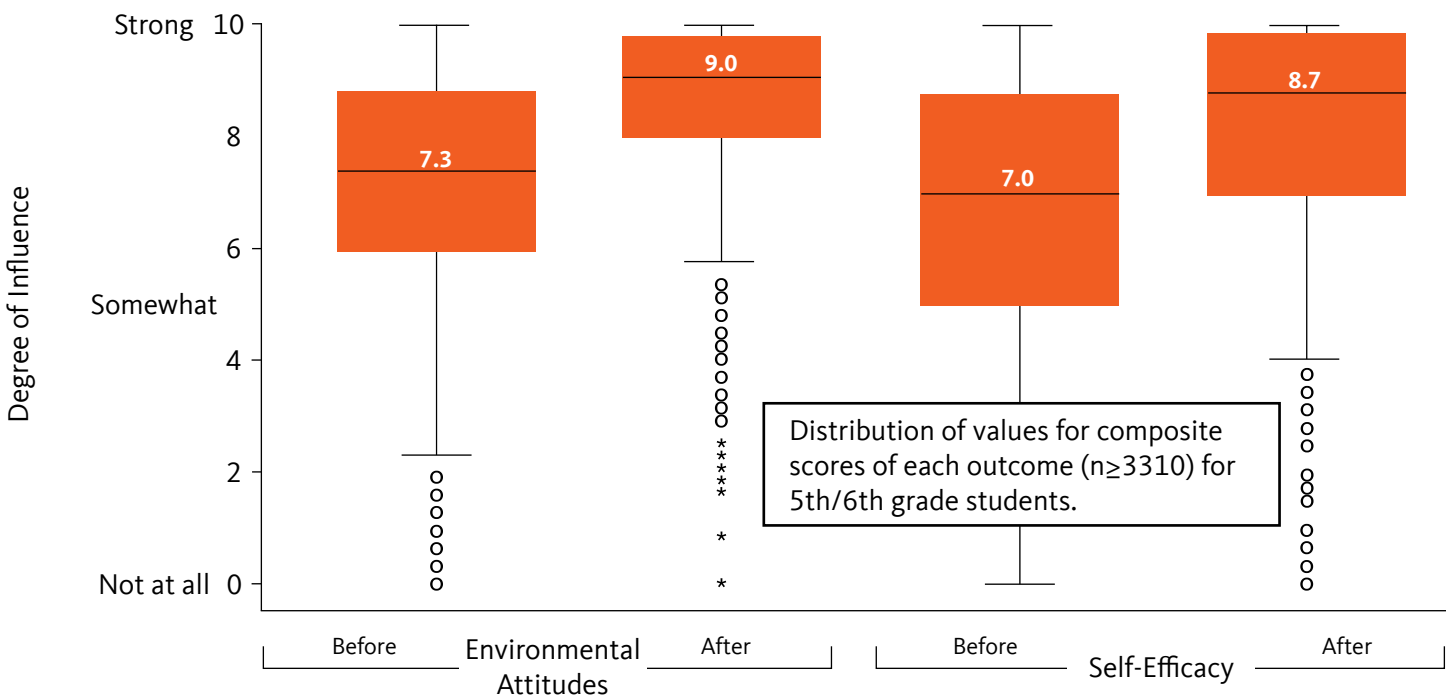 Strong 10
8
6
Somewhat
4
2
Not at all 0
Degree of Influence
7.3
9.0
7.0
8.7
Distribution of values for composite
scores of each outcome (n≥3310) for
5th/6th grade students.
Before
Environmental
Attitudes
After
Before
Self-Efficacy
After